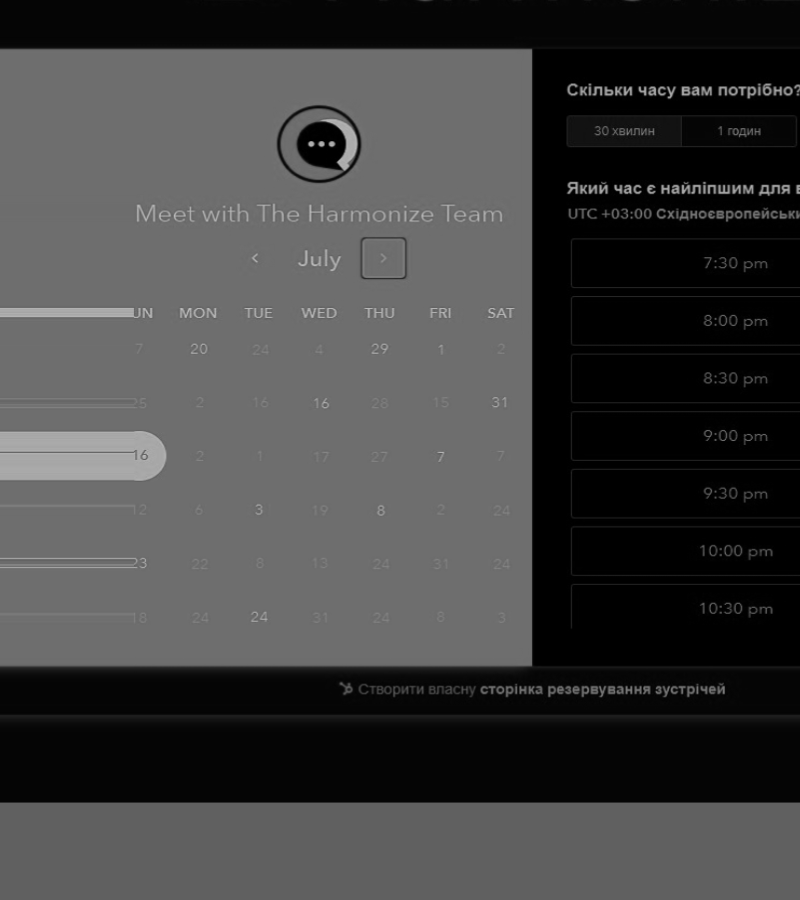 Meet with The Harmonize Team
July
UN MON TUE WED THU FRI SAT
7 20 24 4 29 1 2
25 2 16 16 28 15 31
16 2 1 17 27 7 7
12 6 3 19 8 2 24
23 22 8 13 24 31 24
18 24 24 31 24 8 3
Скільки часу вам потрібно?
30 хвилин 1 годин
Який час є найліпшим для
UTC +03:00 Східноєвропейськи
7:30 pm
8:00 pm
8:30 pm
9:00 pm
9:30 pm
10:00 pm
10:30 pm
Створити власну сторінка резервування зустрічей